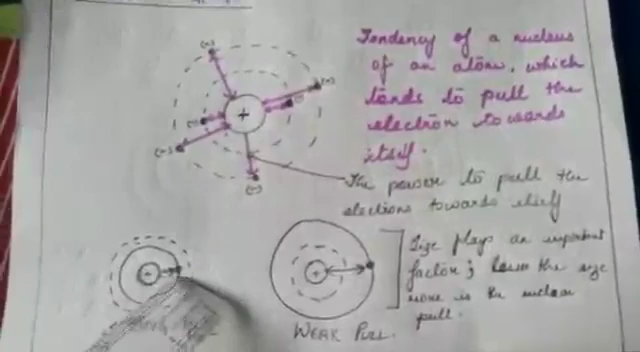 Tendency of a nucleus
of an atom, which
tends to pull the
electron towards
itself.
(-)
(-)
(-)
(-)
(-)
+
The power to pull the
electrons towards itself
Size plays an important
factor; lower the size
more is the nuclear
pull.
+
+
WEAK PULL.